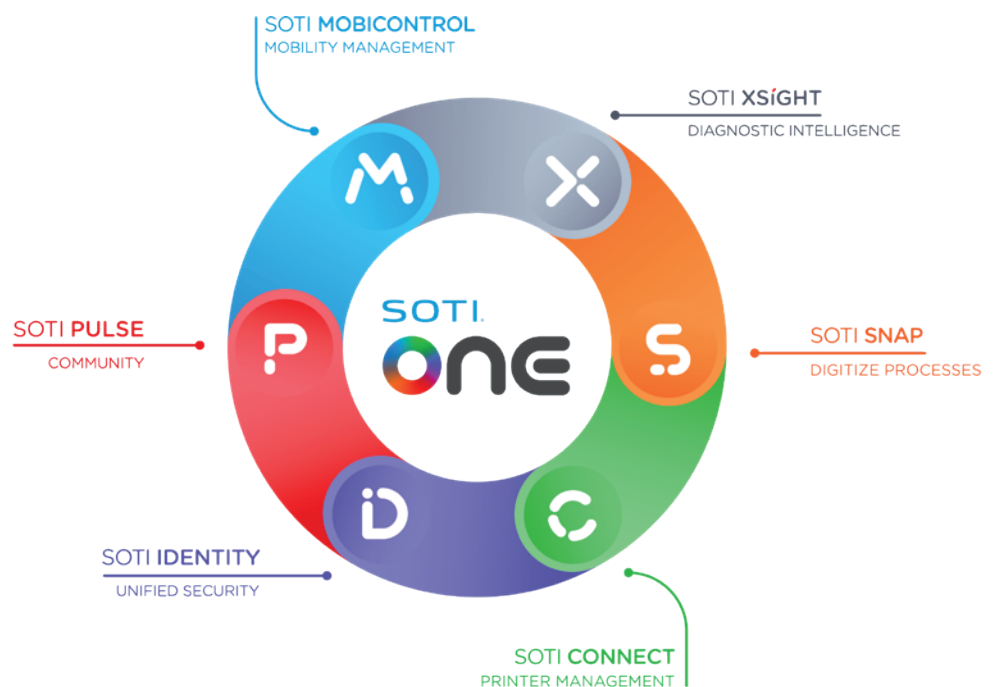 SOTI MOBICONTROL
MOBILITY MANAGEMENT
SOTI XSiGHT
DIAGNOSTIC INTELLIGENCE
M
X
SOTI PULSE
COMMUNITY
P
SOTI.
ONE
S
SOTI SNAP
DIGITIZE PROCESSES
SOTI IDENTITY
UNIFIED SECURITY
iD
C
SOTI CONNECT
PRINTER MANAGEMENT